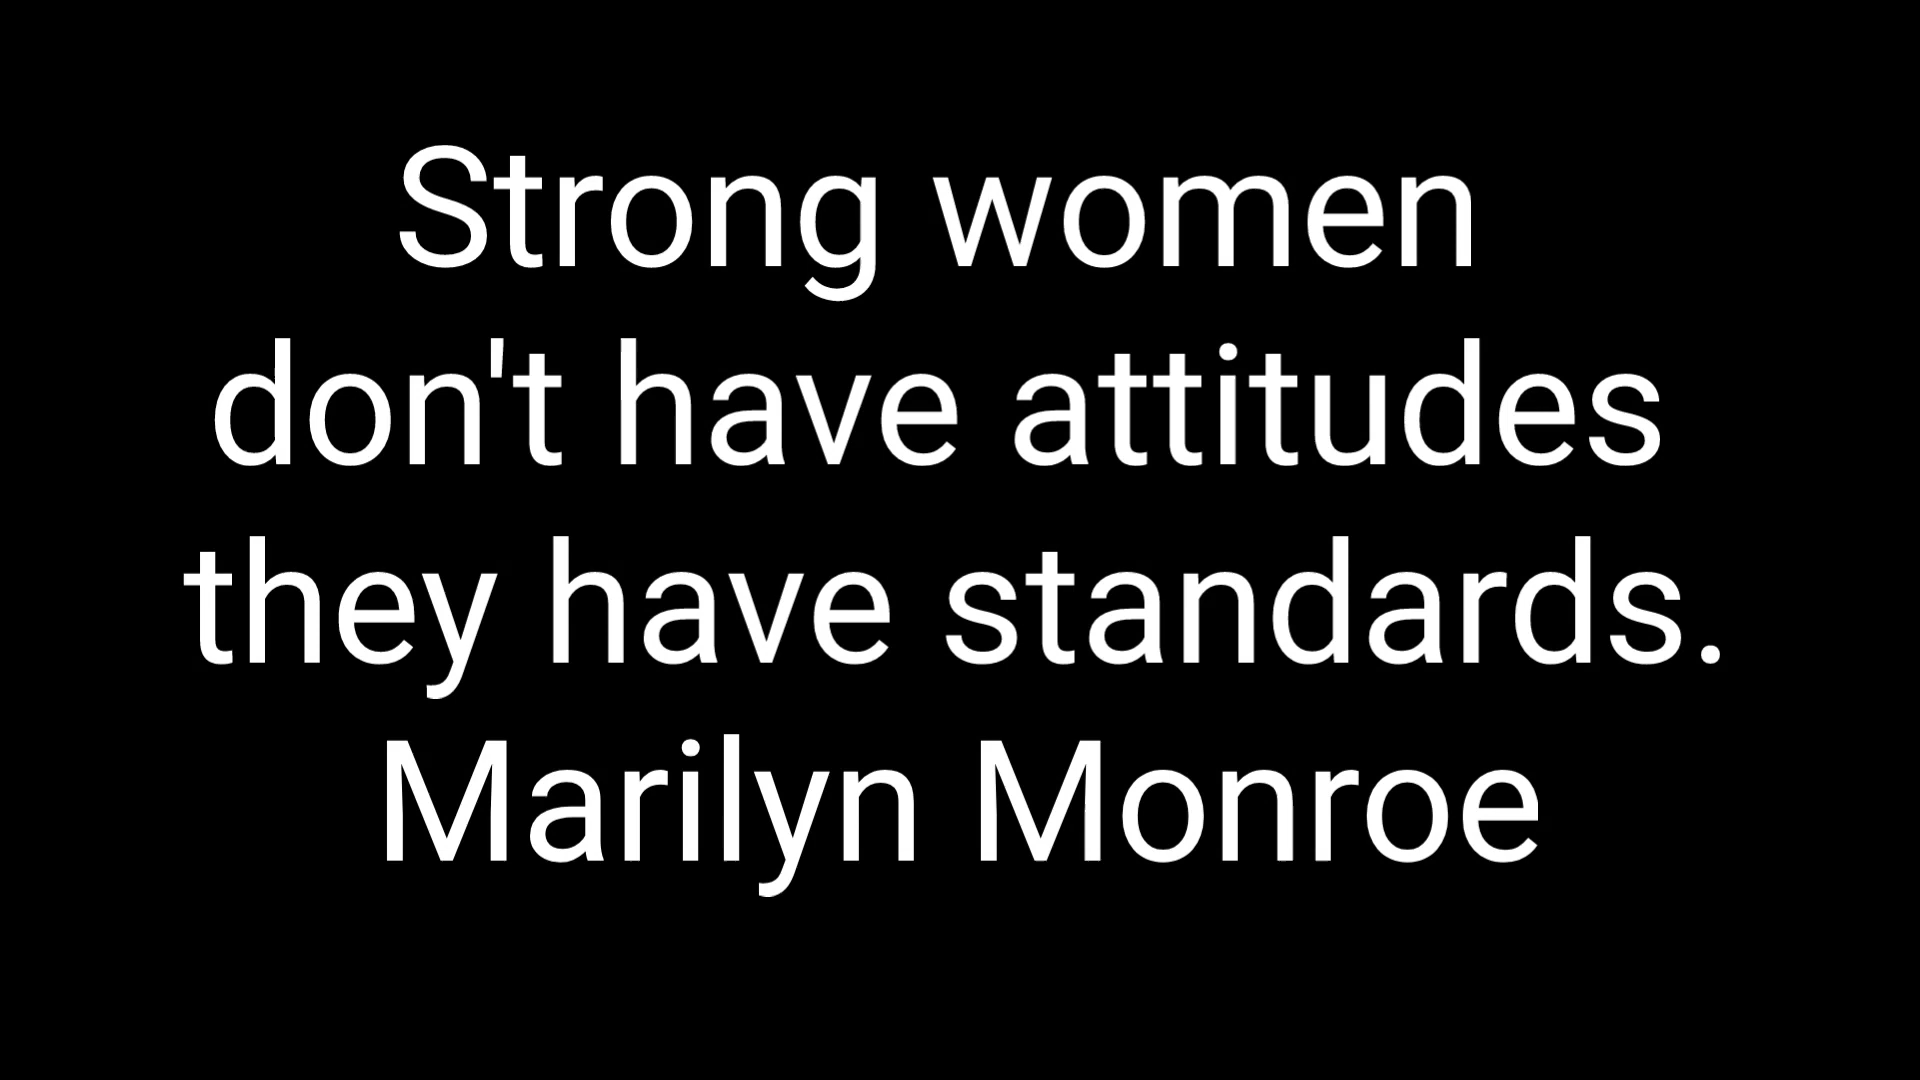 Strong women
don't have attitudes
they have standards.
Marilyn Monroe